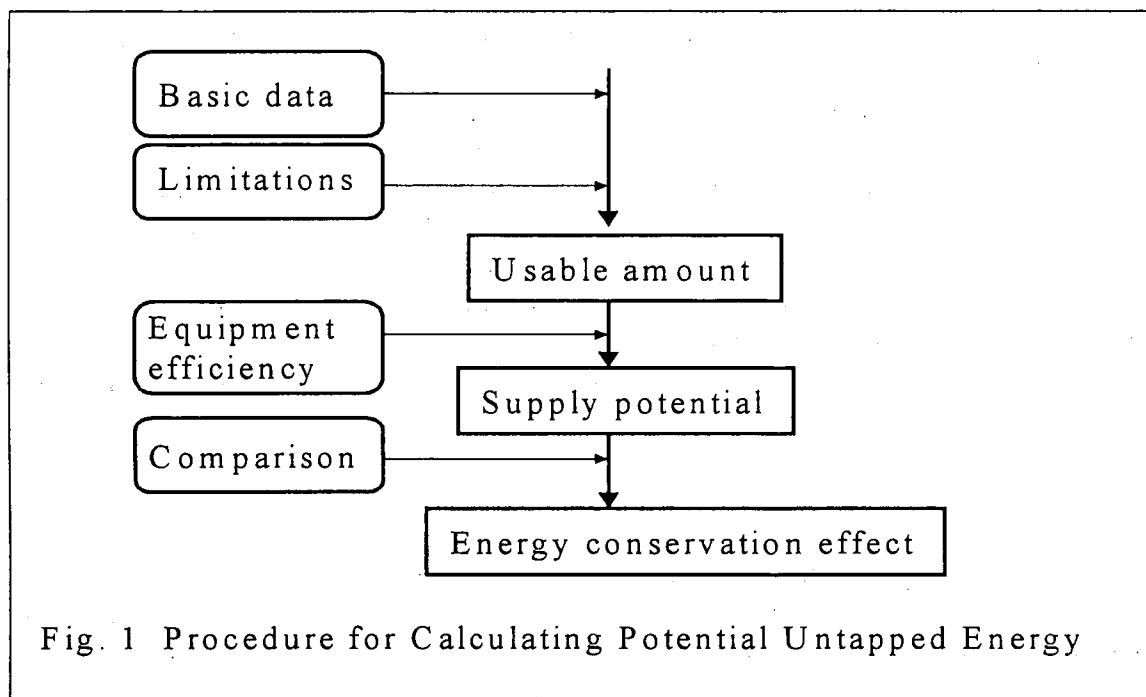 Basic data
Limitations
Usable amount
Equipment
efficiency
Supply potential
Comparison
Energy conservation effect
Fig. 1 Procedure for Calculating Potential Untapped Energy